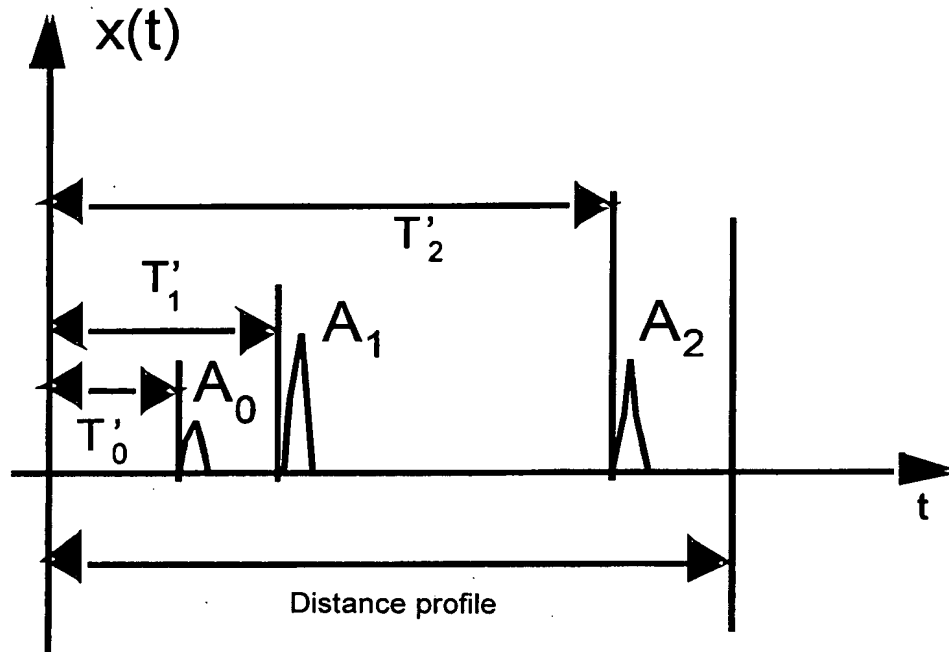 x(t)
T'₂
T'₁
A₁
A₂
A₀
T'₀
t
Distance profile